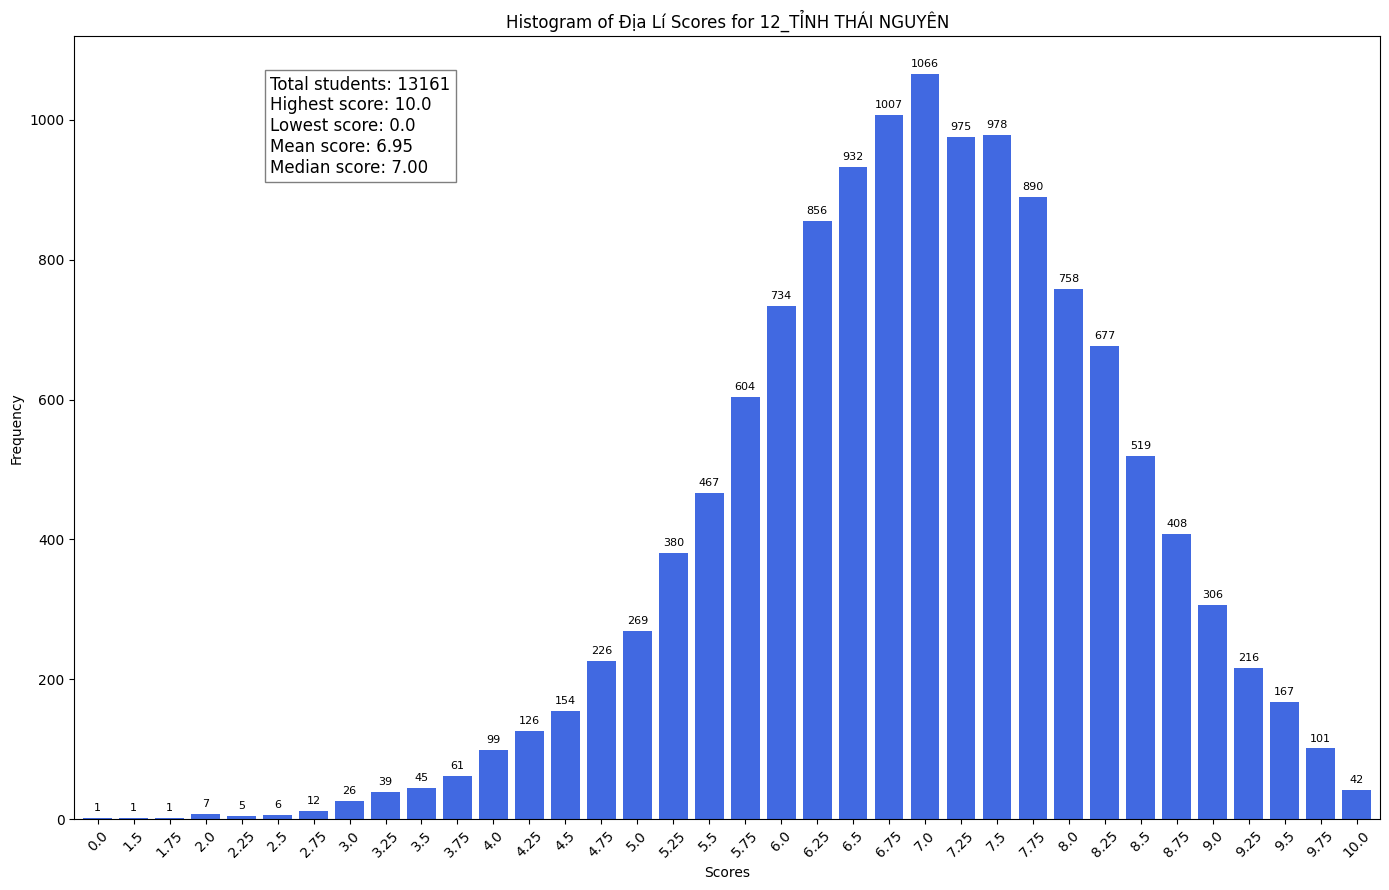 Histogram of Địa Lí Scores for 12_TỈNH THÁI NGUYÊN
Total students: 13161
Highest score: 10.0
Lowest score: 0.0
Mean score: 6.95
Median score: 7.00
Frequency
1000
800
600
400
200
0
1 1 1 7 5 6 12 26 39 45 61 99 126 154 226 269 380 467 604 734 856 932 1007 1066 975 978 890 758 677 519 408 306 216 167 101 42
0.0 1.5 1.75 2.0 2.25 2.5 2.75 3.0 3.25 3.5 3.75 4.0 4.25 4.5 4.75 5.0 5.25 5.5 5.75 6.0 6.25 6.5 6.75 7.0 7.25 7.5 7.75 8.0 8.25 8.5 8.75 9.0 9.25 9.5 9.75 10.0
Scores